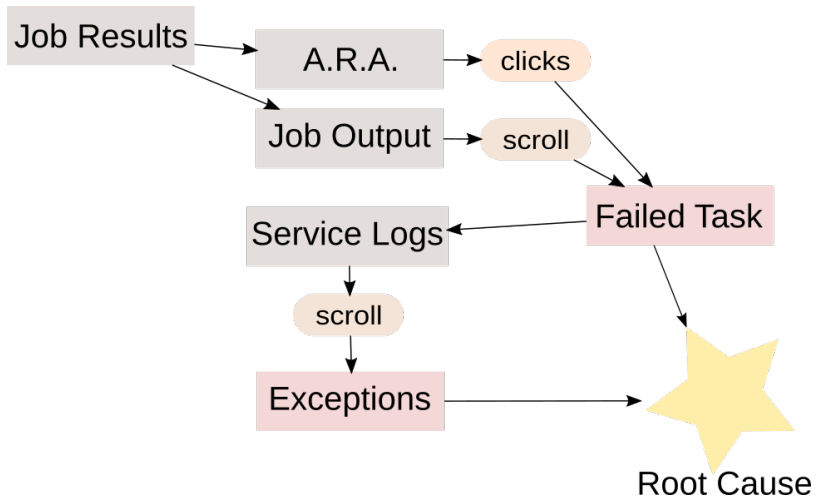 Job Results
A.R.A.
clicks
Job Output
scroll
Failed Task
Service Logs
scroll
Exceptions
Root Cause